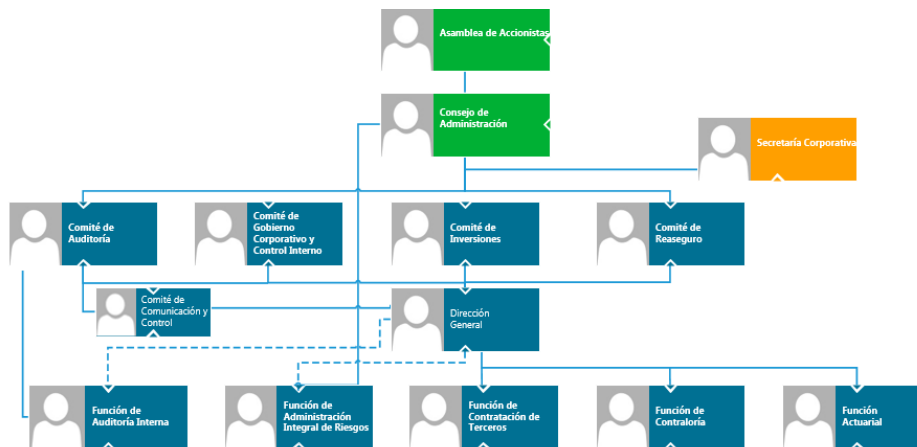 Asamblea de Accionistas
Consejo de
Administración
Secretaría Corporativa
Comité de
Auditoría
Comité de
Gobierno
Corporativo y
Control Interno
Comité de
Inversiones
Comité de
Reaseguro
Comité de
Comunicación y
Control
Dirección
General
Función de
Auditoría Interna
Función de
Administración
Integral de Riesgos
Función de
Contratación de
Terceros
Función de
Contraloría
Función
Actuarial